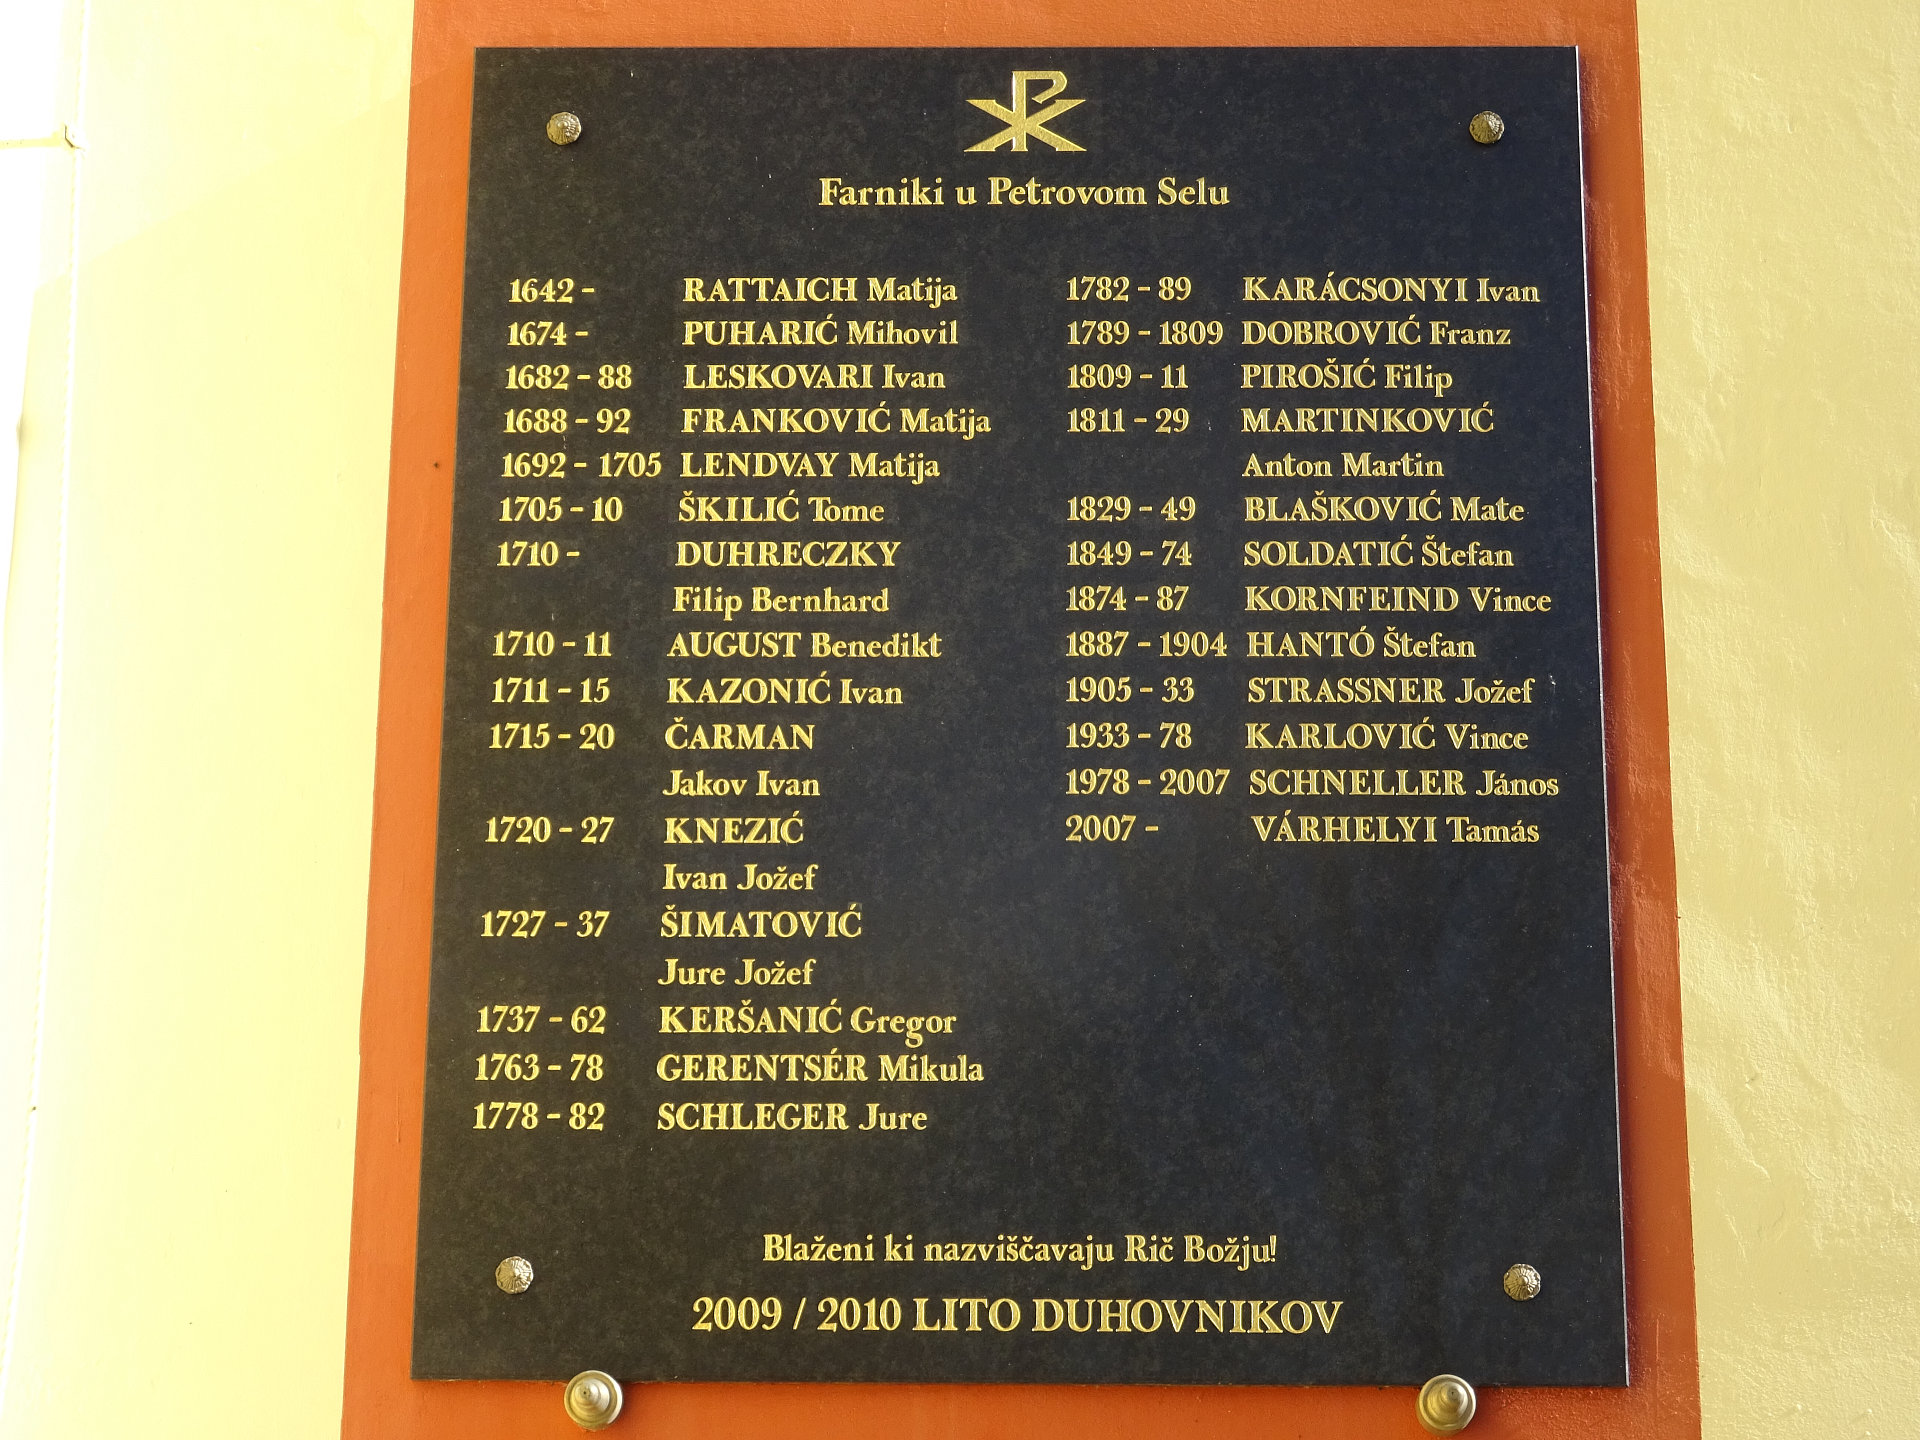 Farniki u Petrovom Selu
1642 - RATTAICH Matija
1674 - PUHARIĆ Mihovil
1682 - 88 LESKOVARI Ivan
1688 - 92 FRANKOVIĆ Matija
1692 - 1705 LENDVAY Matija
1705 - 10 ŠKILIĆ Tome
1710 - DUHRECZKY
Filip Bernhard
1710 - 11 AUGUST Benedikt
1711 - 15 KAZONIĆ Ivan
1715 - 20 ČARMAN
Jakov Ivan
1720 - 27 KNEZIĆ
Ivan Jožef
1727 - 37 ŠIMATOVIĆ
Jure Jožef
1737 - 62 KERŠANIĆ Gregor
1763 - 78 GERENTSÉR Mikula
1778 - 82 SCHLEGER Jure
1782 - 89 KARÁCSONYI Ivan
1789 - 1809 DOBROVIĆ Franz
1809 - 11 PIROŠIĆ Filip
1811 - 29 MARTINKOVIĆ
Anton Martin
1829 - 49 BLAŠKOVIĆ Mate
1849 - 74 SOLDATIĆ Štefan
1874 - 87 KORNFEIND Vince
1887 - 1904 HANTÓ Štefan
1905 - 33 STRASSNER Jožef
1933 - 78 KARLOVIĆ Vince
1978 - 2007 SCHNELLER János
2007 - VÁRHELYI Tamás
Blaženi ki nazviščavaju Rič Božju!
2009 / 2010 LITO DUHOVNIKOV